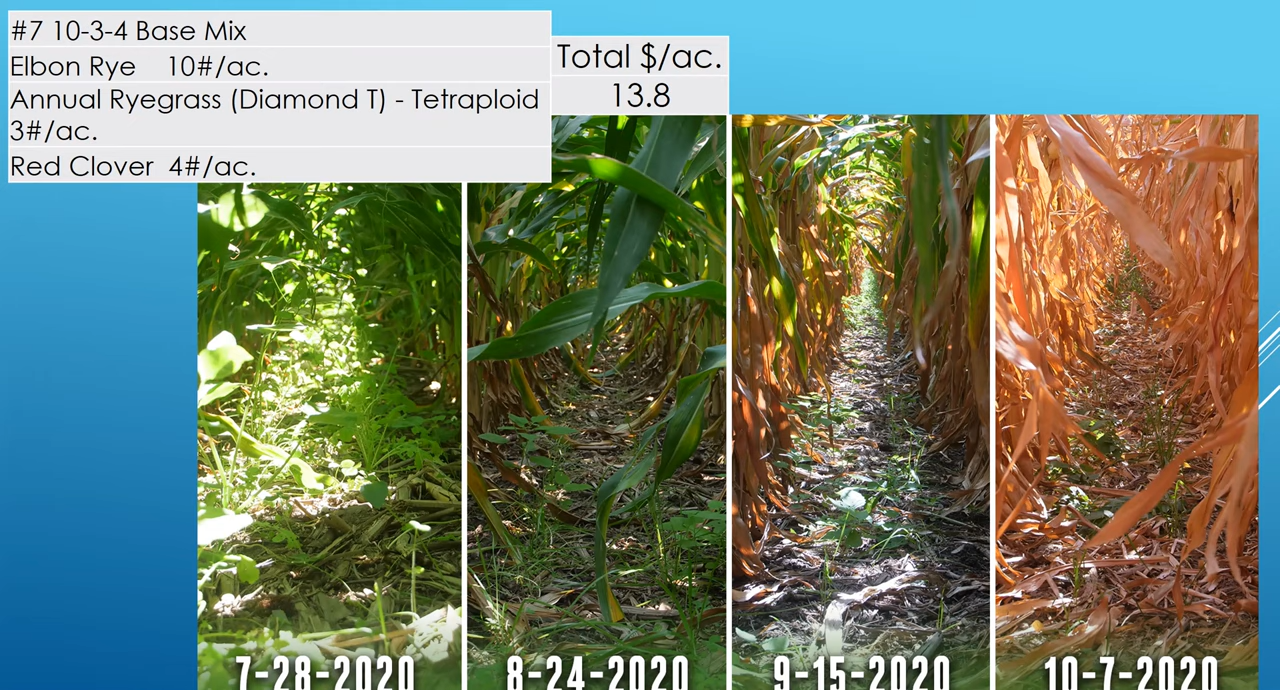 #7 10-3-4 Base Mix
Elbon Rye 10#/ac.
Annual Ryegrass (Diamond T) - Tetraploid
3#/ac.
Red Clover 4#/ac.
Total $/ac.
13.8
7-28-2020
8-24-2020
9-15-2020
10-7-2020